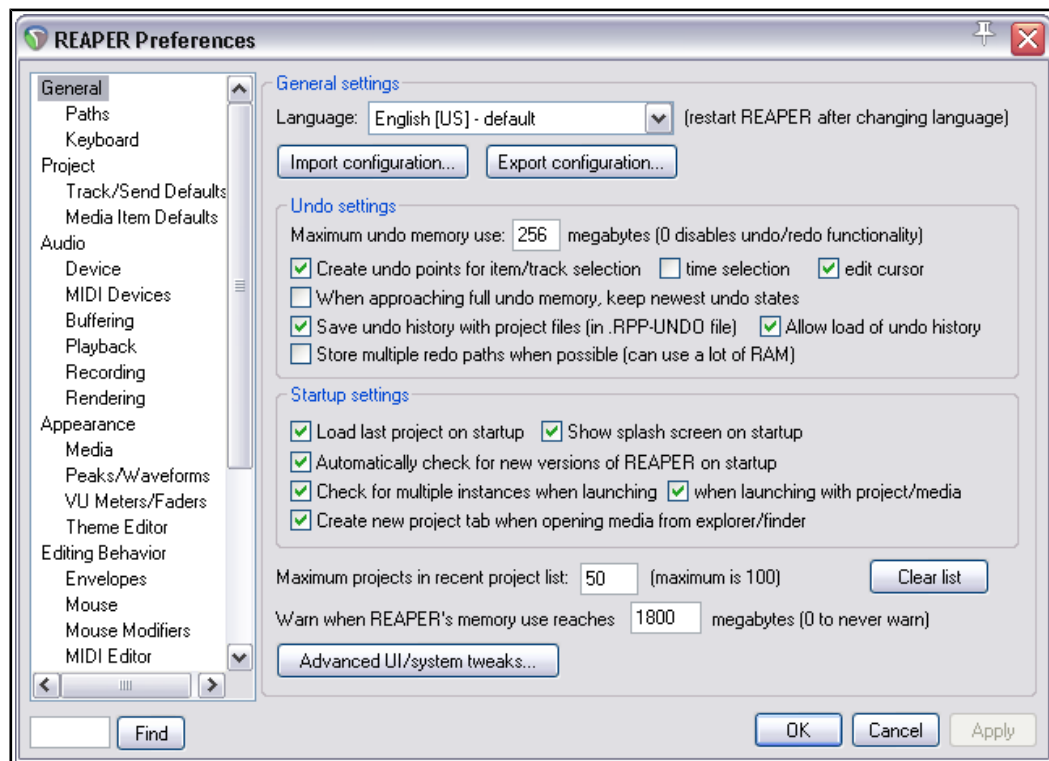 REAPER Preferences
General
Paths
Keyboard
Project
Track/Send Defaults
Media Item Defaults
Audio
Device
MIDI Devices
Buffering
Playback
Recording
Rendering
Appearance
Media
Peaks/Waveforms
VU Meters/Faders
Theme Editor
Editing Behavior
Envelopes
Mouse
Mouse Modifiers
MIDI Editor
Find
General settings
Language: English [US] - default (restart REAPER after changing language)
Import configuration... Export configuration...
Undo settings
Maximum undo memory use: 256 megabytes (0 disables undo/redo functionality)
Create undo points for item/track selection time selection edit cursor
When approaching full undo memory, keep newest undo states
Save undo history with project files (in .RPP-UNDO file) Allow load of undo history
Store multiple redo paths when possible (can use a lot of RAM)
Startup settings
Load last project on startup Show splash screen on startup
Automatically check for new versions of REAPER on startup
Check for multiple instances when launching when launching with project/media
Create new project tab when opening media from explorer/finder
Maximum projects in recent project list: 50 (maximum is 100) Clear list
Warn when REAPER's memory use reaches 1800 megabytes (0 to never warn)
Advanced UI/system tweaks...
OK Cancel Apply